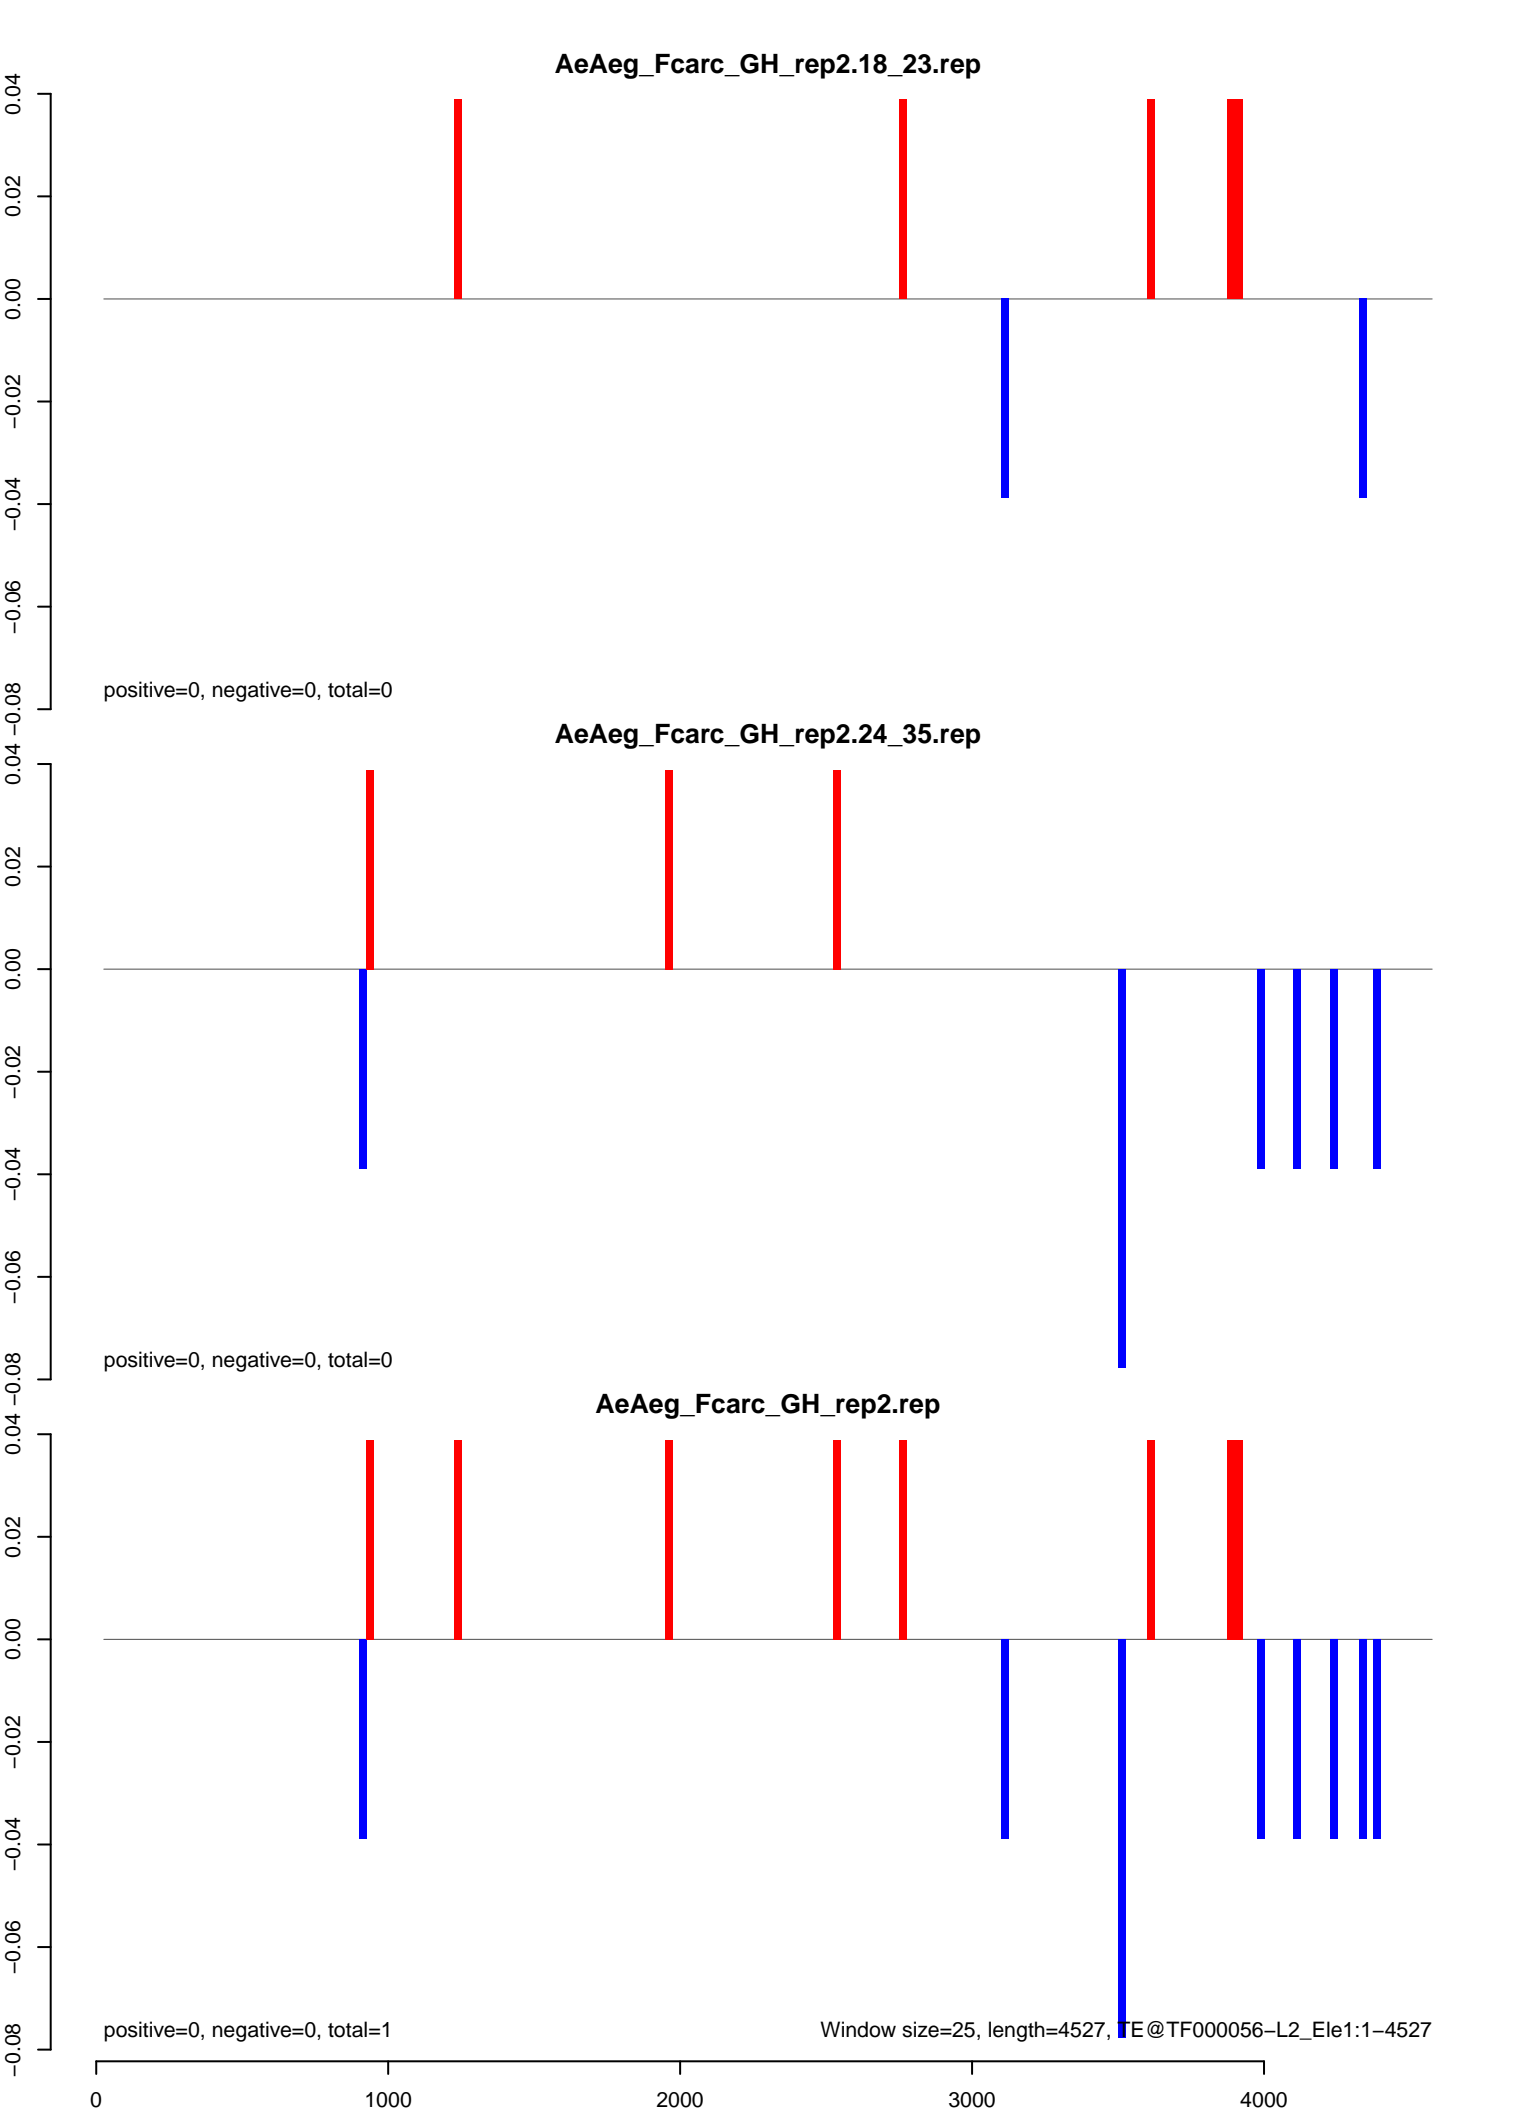 AeAeg_Fcarc_GH_rep2.18_23.rep
0.04
0.02
0.00
−0.02
−0.04
−0.06
−0.08
positive=0, negative=0, total=0
AeAeg_Fcarc_GH_rep2.24_35.rep
0.04
0.02
0.00
−0.02
−0.04
−0.06
−0.08
positive=0, negative=0, total=0
AeAeg_Fcarc_GH_rep2.rep
0.04
0.02
0.00
−0.02
−0.04
−0.06
−0.08
positive=0, negative=0, total=1
Window size=25, length=4527, TE@TF000056−L2_Ele1:1−4527
0 1000 2000 3000 4000